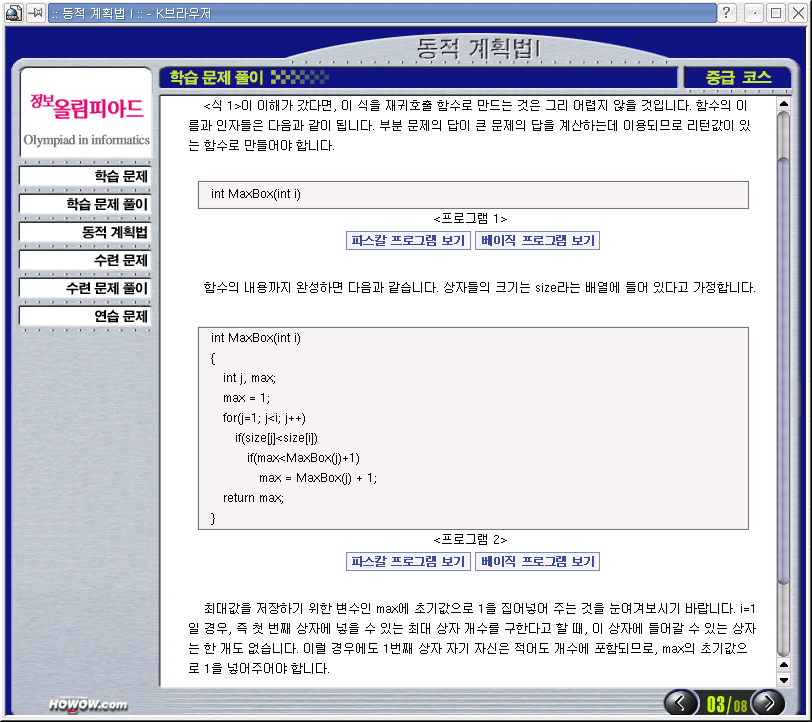 :: 동적 계획법 I :: - K브라우저
동적 계획법I
정보올림피아드
Olympiad in informatics
학습 문제
학습 문제 풀이
동적 계획법
수련 문제
수련 문제 풀이
연습 문제
학습 문제 풀이
중급 코스
<식 1>이 이해가 갔다면, 이 식을 재귀호출 함수로 만드는 것은 그리 어렵지 않을 것입니다. 함수의 이
름과 인자들은 다음과 같이 됩니다. 부분 문제의 답이 큰 문제의 답을 계산하는데 이용되므로 리턴값이 있
는 함수로 만들어야 합니다.
int MaxBox(int i)
<프로그램 1>
파스칼 프로그램 보기 베이직 프로그램 보기
함수의 내용까지 완성하면 다음과 같습니다. 상자들의 크기는 size라는 배열에 들어 있다고 가정합니다.
int MaxBox(int i)
{
int j, max;
max = 1;
for(j=1; j<i; j++)
if(size[j]<size[i])
if(max<MaxBox(j)+1)
max = MaxBox(j) + 1;
return max;
}
<프로그램 2>
파스칼 프로그램 보기 베이직 프로그램 보기
최대값을 저장하기 위한 변수인 max에 초기값으로 1을 집어넣어 주는 것을 눈여겨보시기 바랍니다. i=1
일 경우, 즉 첫 번째 상자에 넣을 수 있는 최대 상자 개수를 구한다고 할 때, 이 상자에 들어갈 수 있는 상자
는 한 개도 없습니다. 이럴 경우에도 1번째 상자 자기 자신은 적어도 개수에 포함되므로, max의 초기값으
로 1을 넣어주어야 합니다.
HOWOW.com
03/08